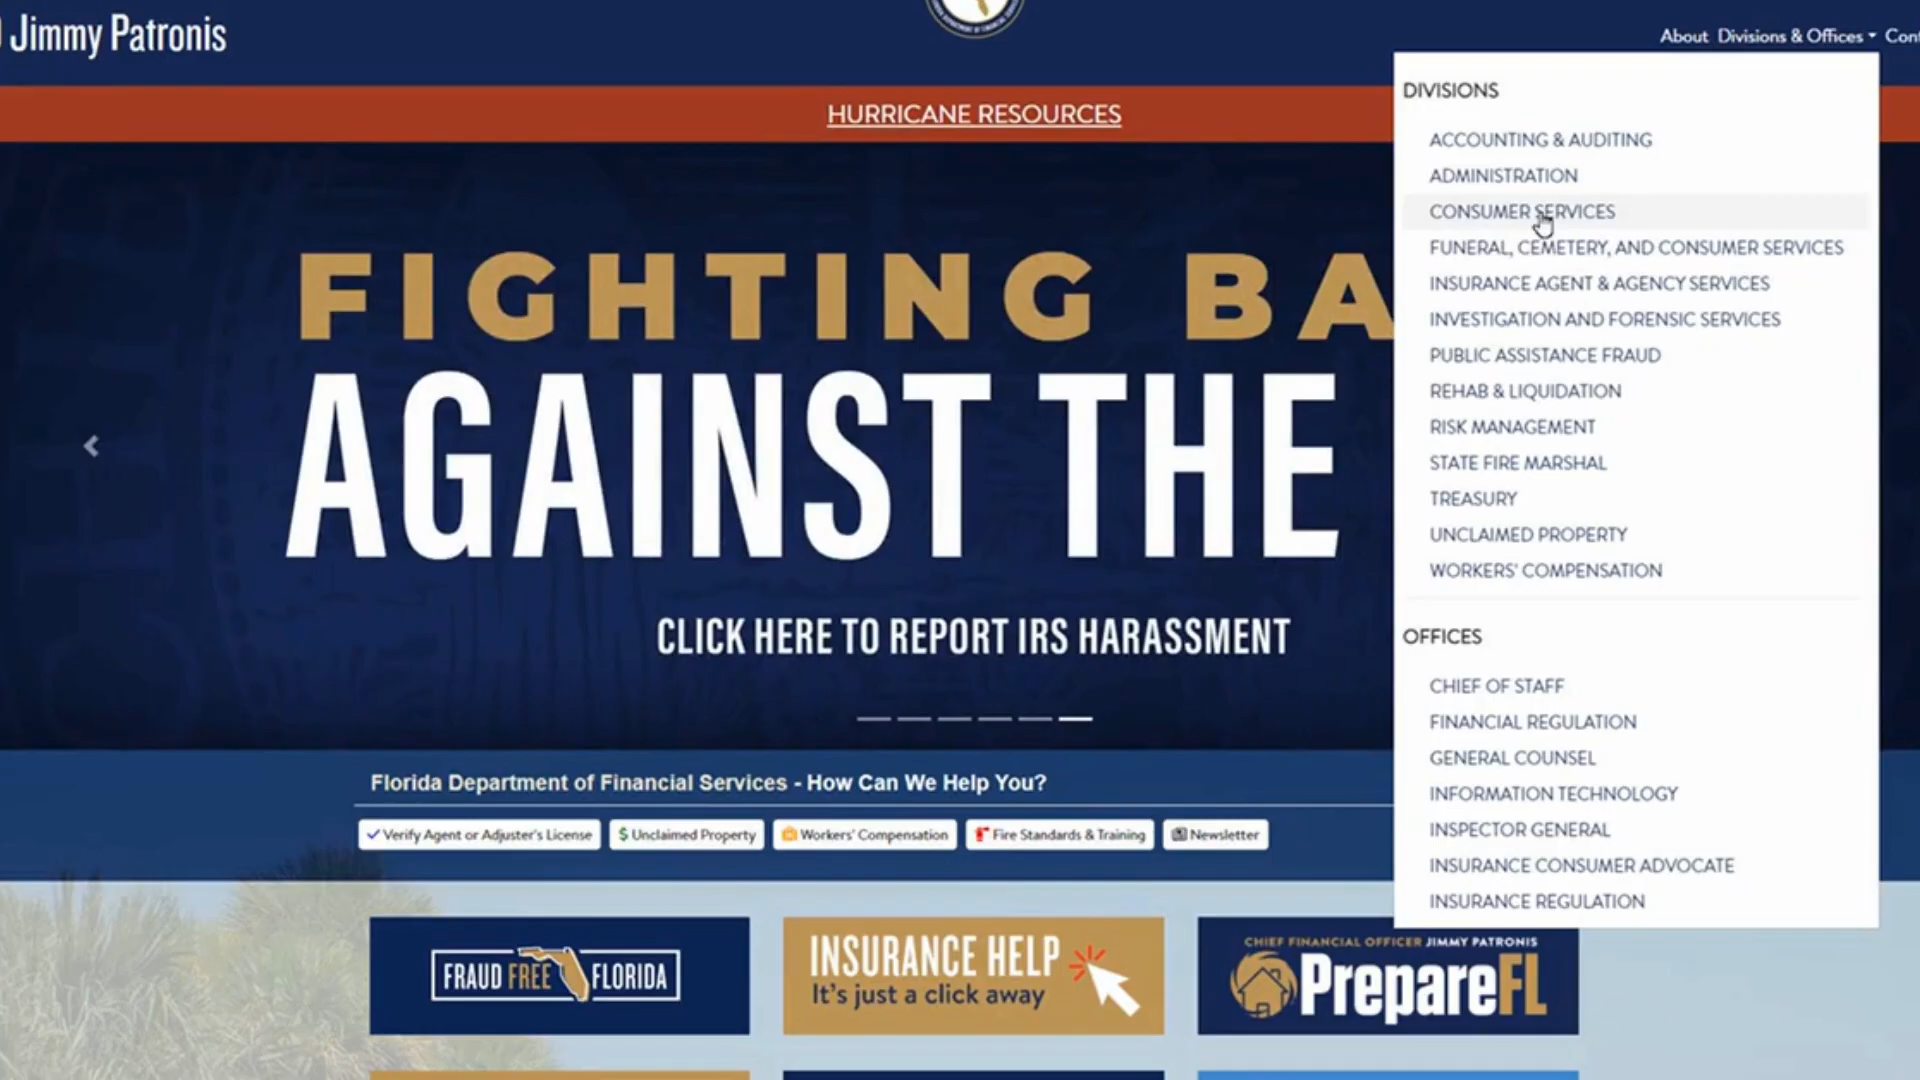 Jimmy Patronis
About Divisions & Offices
HURRICANE RESOURCES
DIVISIONS
ACCOUNTING & AUDITING
ADMINISTRATION
CONSUMER SERVICES
FUNERAL, CEMETERY, AND CONSUMER SERVICES
INSURANCE AGENT & AGENCY SERVICES
INVESTIGATION AND FORENSIC SERVICES
PUBLIC ASSISTANCE FRAUD
REHAB & LIQUIDATION
RISK MANAGEMENT
STATE FIRE MARSHAL
TREASURY
UNCLAIMED PROPERTY
WORKERS' COMPENSATION
OFFICES
CHIEF OF STAFF
FINANCIAL REGULATION
GENERAL COUNSEL
INFORMATION TECHNOLOGY
INSPECTOR GENERAL
INSURANCE CONSUMER ADVOCATE
INSURANCE REGULATION
FIGHTING BA
AGAINST THE
CLICK HERE TO REPORT IRS HARASSMENT
Florida Department of Financial Services - How Can We Help You?
Verify Agent or Adjuster's License
Unclaimed Property
Workers' Compensation
Fire Standards & Training
Newsletter
FRAUD FREE FLORIDA
INSURANCE HELP
It's just a click away
CHIEF FINANCIAL OFFICER JIMMY PATRONIS
PrepareFL